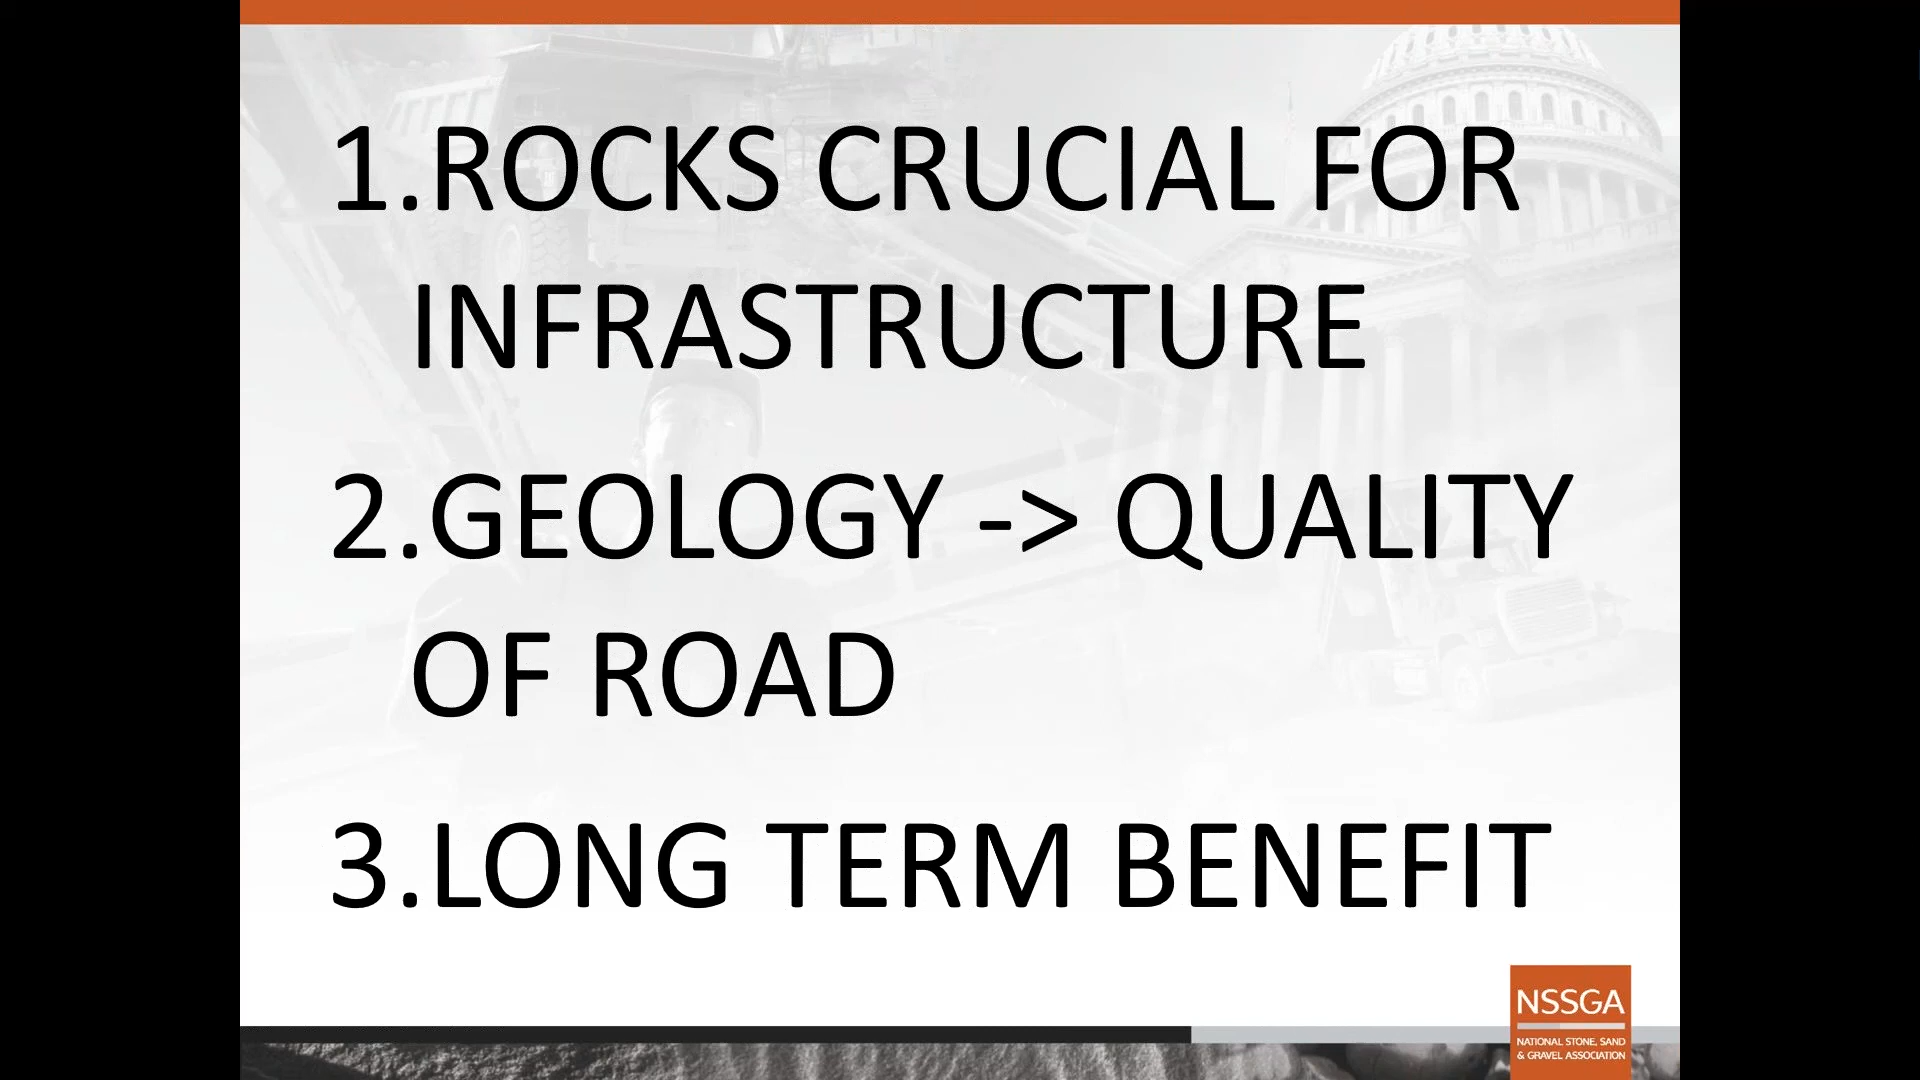 1.ROCKS CRUCIAL FOR
INFRASTRUCTURE
2.GEOLOGY -> QUALITY
OF ROAD
3.LONG TERM BENEFIT
NSSGA
NATIONAL STONE, SAND
& GRAVEL ASSOCIATION